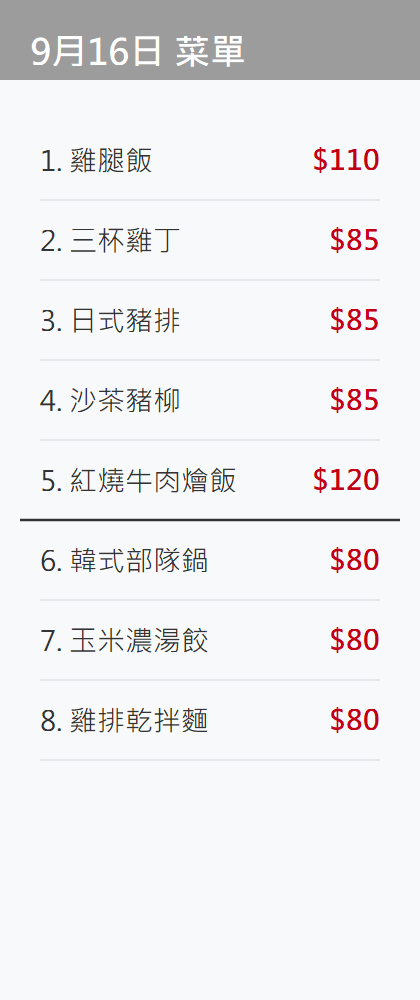 9月16日 菜單
1. 雞腿飯 $110
2. 三杯雞丁 $85
3. 日式豬排 $85
4. 沙茶豬柳 $85
5. 紅燒牛肉燴飯 $120
6. 韓式部隊鍋 $80
7. 玉米濃湯餃 $80
8. 雞排乾拌麵 $80